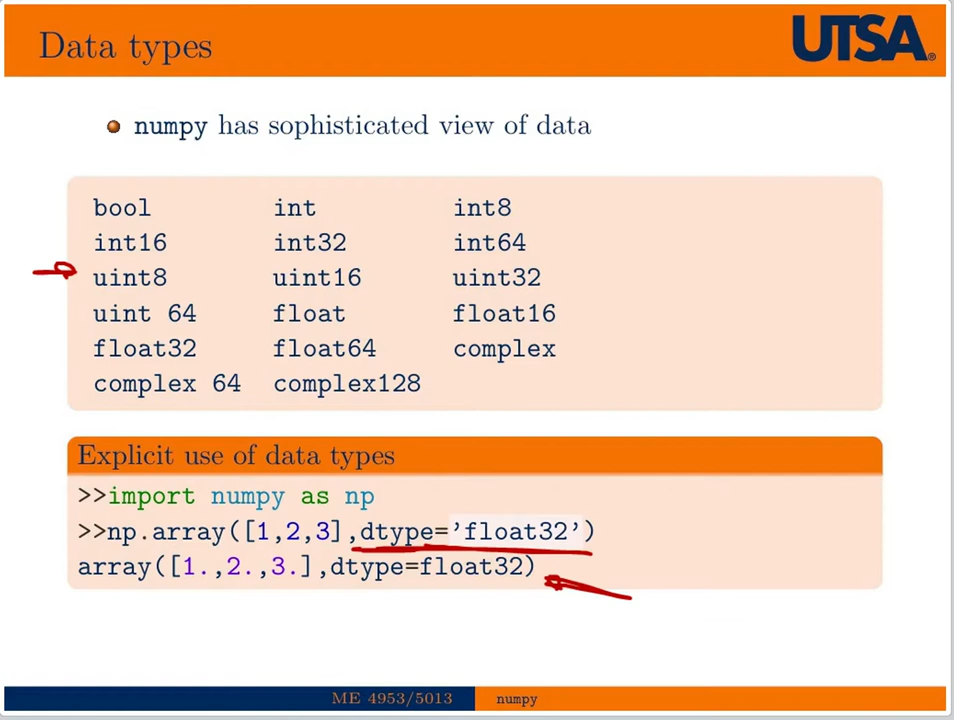 Data types
UTSA®
numpy has sophisticated view of data
bool int int8
int16 int32 int64
uint8 uint16 uint32
uint 64 float float16
float32 float64 complex
complex 64 complex128
Explicit use of data types
>>import numpy as np
>>np.array([1,2,3],dtype=’float32’)
array([1.,2.,3.],dtype=float32)
ME 4953/5013 numpy